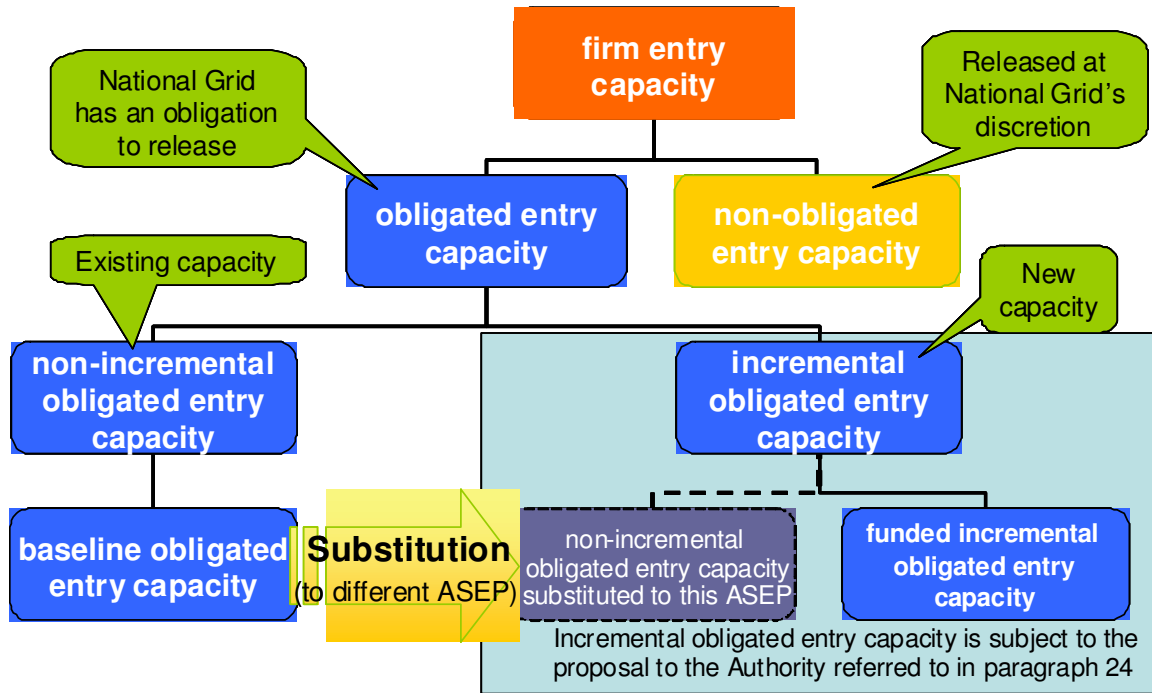 firm entry
capacity
National Grid
has an obligation
to release
Released at
National Grid's
discretion
obligated entry
capacity
non-obligated
entry capacity
Existing capacity
New
capacity
non-incremental
obligated entry
capacity
incremental
obligated entry
capacity
baseline obligated
entry capacity
Substitution
(to different ASEP)
non-incremental
obligated entry capacity
substituted to this ASEP
funded incremental
obligated entry
capacity
Incremental obligated entry capacity is subject to the
proposal to the Authority referred to in paragraph 24